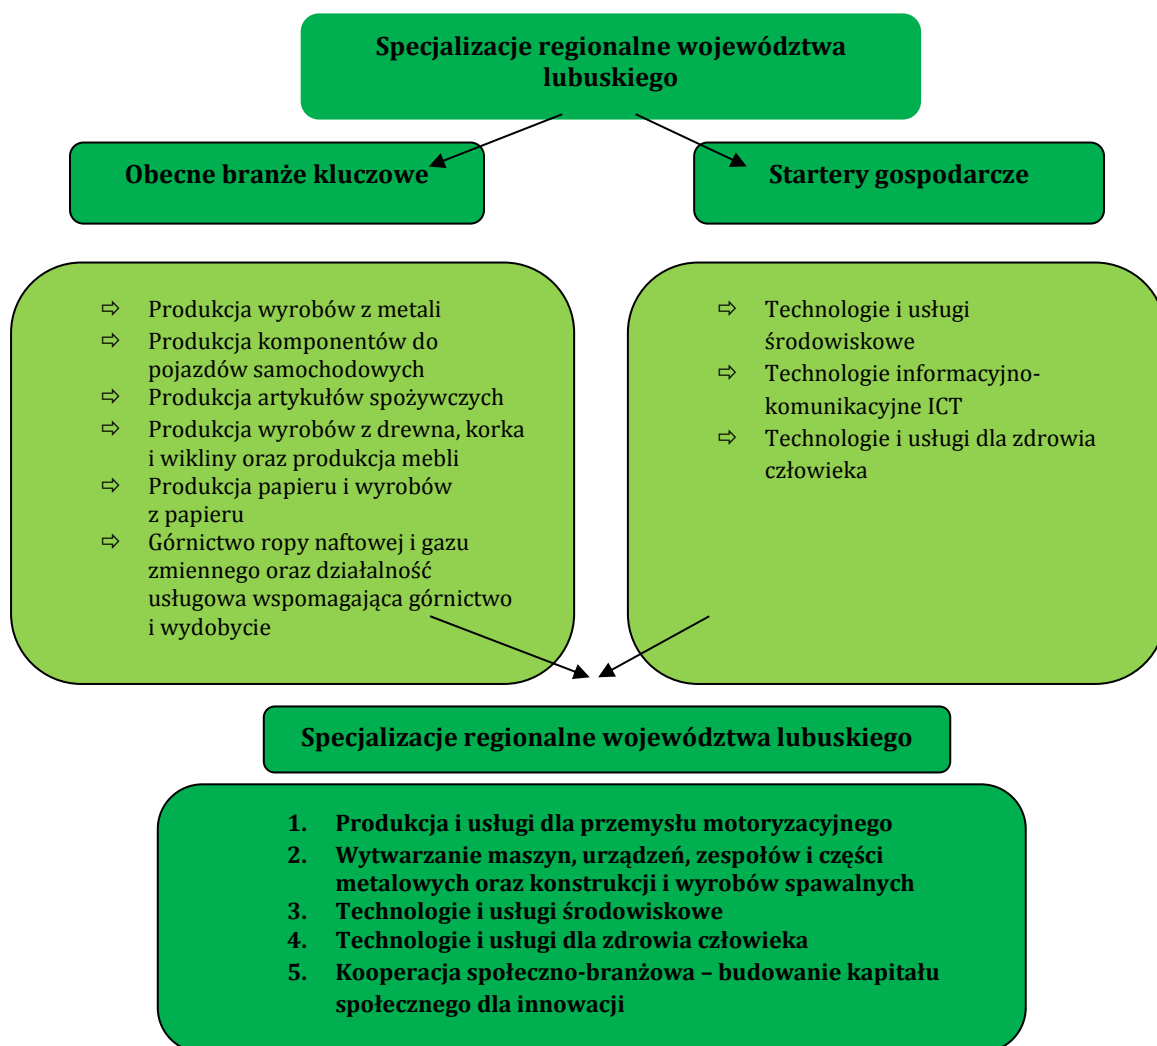 Specjalizacje regionalne województwa
lubuskiego
Obecne branże kluczowe
Startery gospodarcze
⇨ Produkcja wyrobów z metali
⇨ Produkcja komponentów do
pojazdów samochodowych
⇨ Produkcja artykułów spożywczych
⇨ Produkcja wyrobów z drewna, korka
i wikliny oraz produkcja mebli
⇨ Produkcja papieru i wyrobów
z papieru
⇨ Górnictwo ropy naftowej i gazu
zmiennego oraz działalność
usługowa wspomagająca górnictwo
i wydobycie
⇨ Technologie i usługi
środowiskowe
⇨ Technologie informacyjno-
komunikacyjne ICT
⇨ Technologie i usługi dla zdrowia
człowieka
Specjalizacje regionalne województwa lubuskiego
1. Produkcja i usługi dla przemysłu motoryzacyjnego
2. Wytwarzanie maszyn, urządzeń, zespołów i części
metalowych oraz konstrukcji i wyrobów spawalnych
3. Technologie i usługi środowiskowe
4. Technologie i usługi dla zdrowia człowieka
5. Kooperacja społeczno-branżowa – budowanie kapitału
społecznego dla innowacji